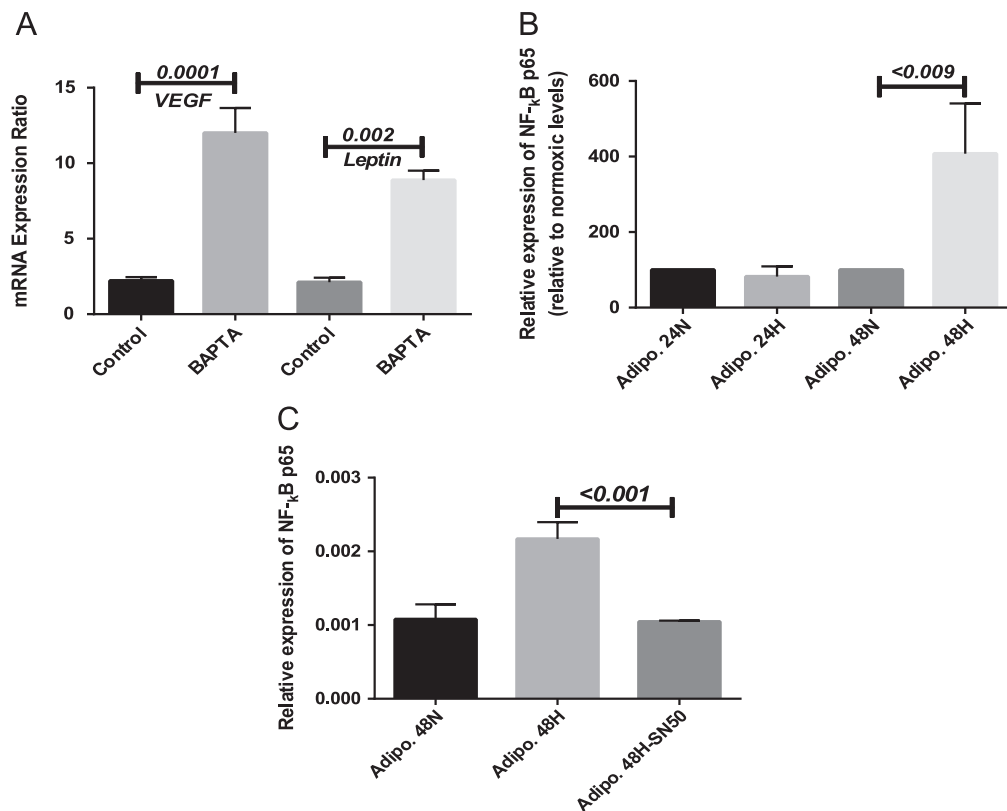 A
mRNA Expression Ratio
15
10
5
0
0.0001
VEGF
0.002
Leptin
Control
BAPTA
Control
BAPTA
B
Relative expression of NF-kB p65
(relative to normoxic levels)
600
400
200
0
<0.009
Adipo. 24N
Adipo. 24H
Adipo. 48N
Adipo. 48H
C
Relative expression of NF-kB p65
0.003
0.002
0.001
0.000
<0.001
Adipo. 48N
Adipo. 48H
Adipo. 48H-SN50